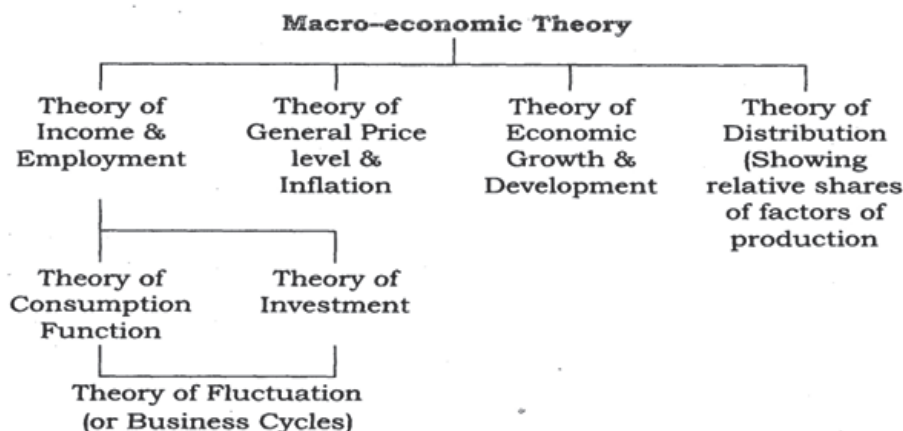 Macro–economic Theory
Theory of
Income &
Employment
Theory of
General Price
level &
Inflation
Theory of
Economic
Growth &
Development
Theory of
Distribution
(Showing
relative shares
of factors of
production
Theory of
Consumption
Function
Theory of
Investment
Theory of Fluctuation
(or Business Cycles)